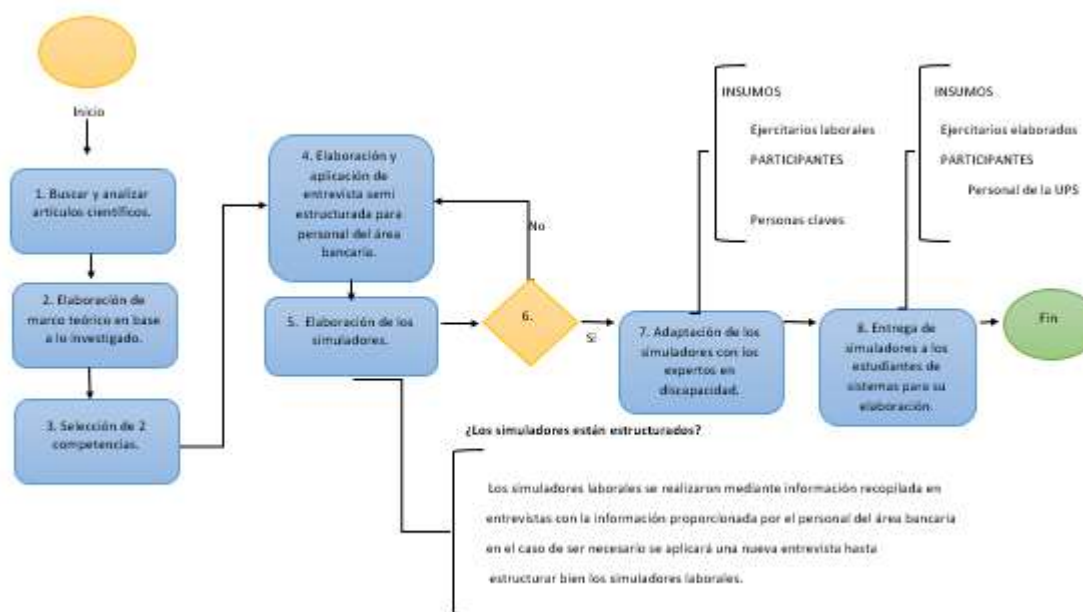 Inicio
1. Buscar y analizar
artículos científicos.
2. Elaboración de
marco teórico en base
a lo investigado.
3. Selección de 2
competencias.
4. Elaboración y
aplicación de
entrevista semi
estructurada para
personal del área
bancaria.
5. Elaboración de los
simuladores.
6.
No
Si
7. Adaptación de los
simuladores con los
expertos en
discapacidad.
INSUMOS
Ejercitarios laborales
PARTICIPANTES
Personas claves
8. Entrega de
simuladores a los
estudiantes de
sistemas para su
elaboración.
INSUMOS
Ejercitarios elaborados
PARTICIPANTES
Personal de la UPS
Fin
¿Los simuladores están estructurados?
Los simuladores laborales se realizaron mediante información recopilada en
entrevistas con la información proporcionada por el personal del área bancaria
en el caso de ser necesario se aplicará una nueva entrevista hasta
estructurar bien los simuladores laborales.